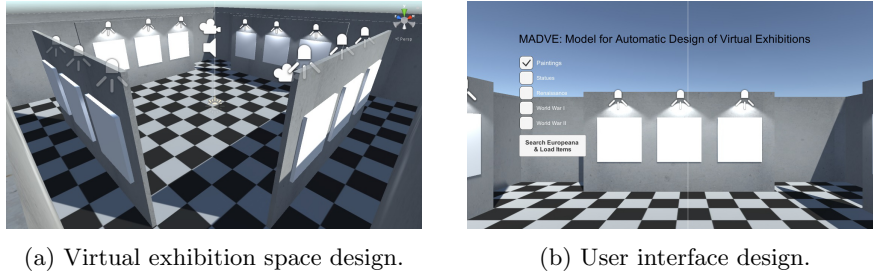 <Persp
MADVE: Model for Automatic Design of Virtual Exhibitions
Paintings
Statues
Renaissance
World War I
World War II
Search Europeana
& Load Items
(a) Virtual exhibition space design.
(b) User interface design.